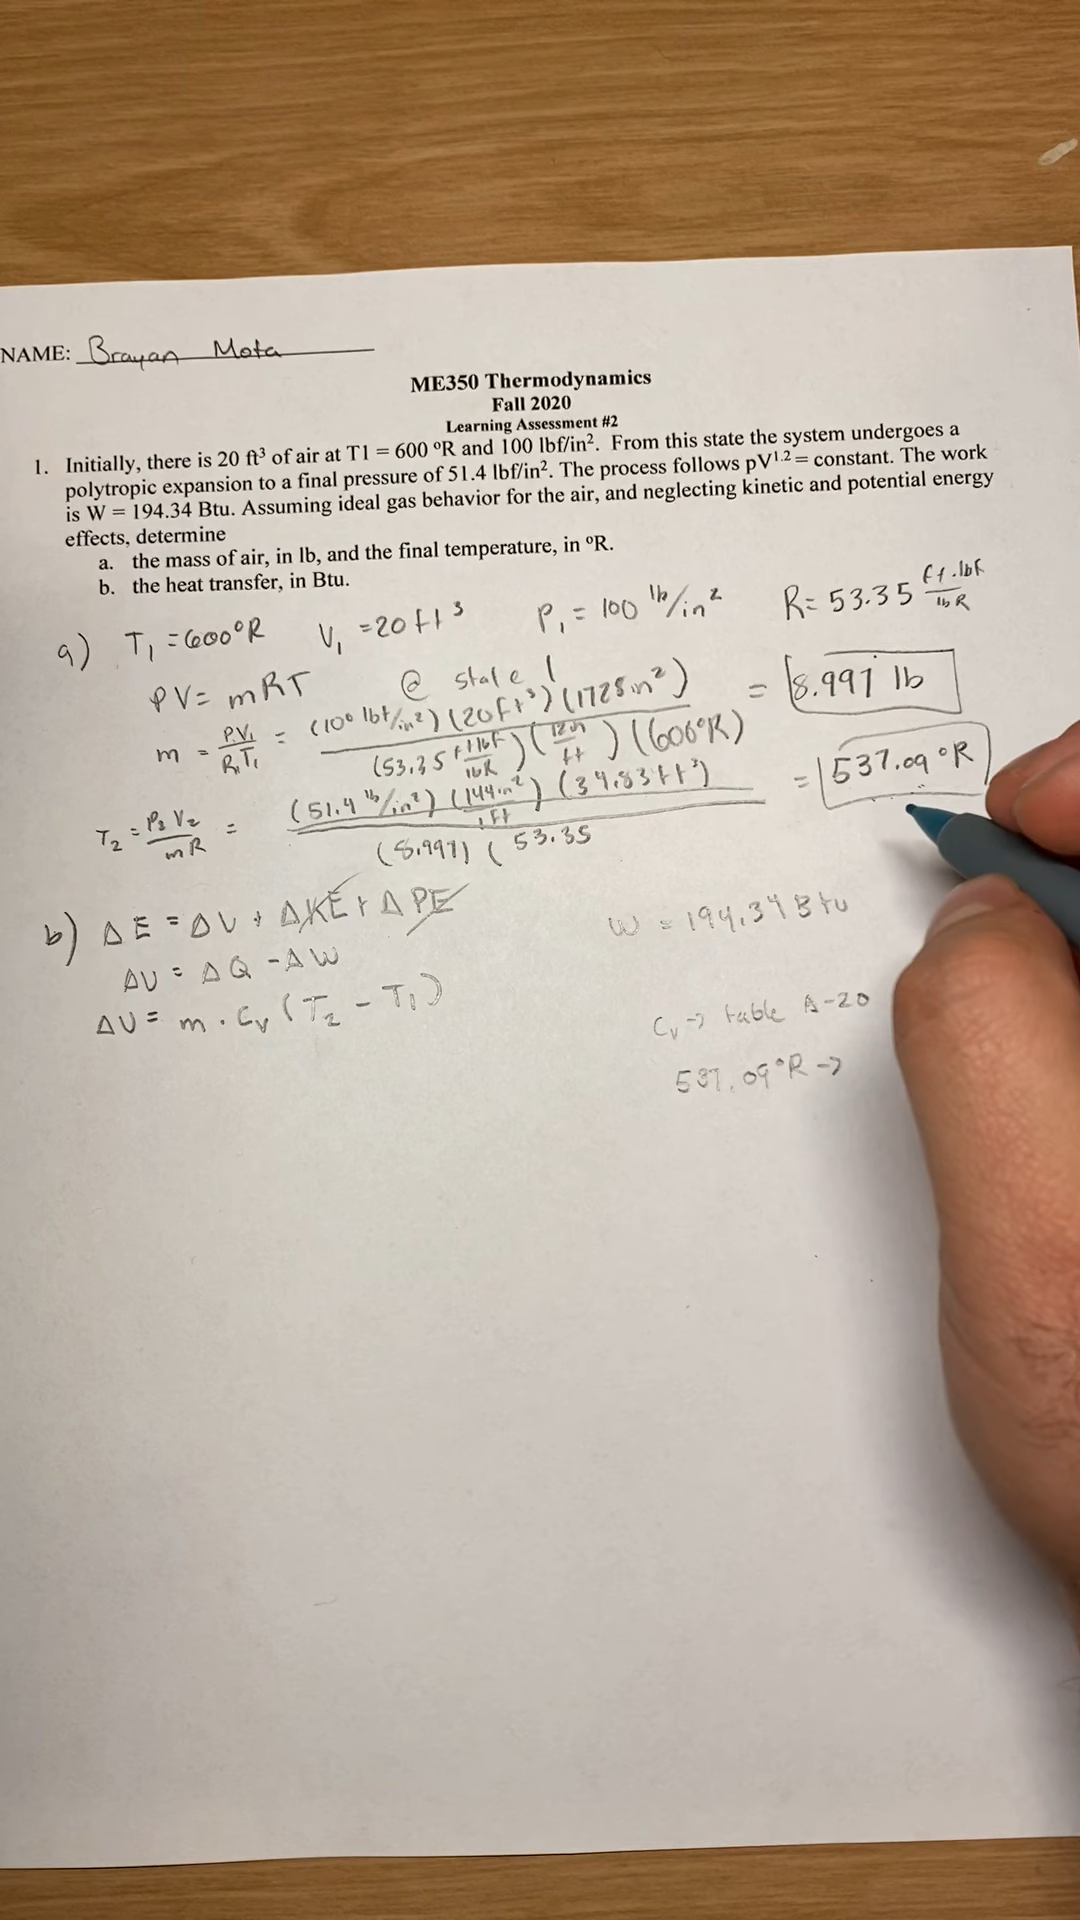 NAME: Brayan Mota
ME350 Thermodynamics
Fall 2020
Learning Assessment #2
1. Initially, there is 20 ft³ of air at T1 = 600 ºR and 100 lbf/in². From this state the system undergoes a
polytropic expansion to a final pressure of 51.4 lbf/in². The process follows pV¹·² = constant. The work
is W = 194.34 Btu. Assuming ideal gas behavior for the air, and neglecting kinetic and potential energy
effects, determine
a. the mass of air, in lb, and the final temperature, in ºR.
b. the heat transfer, in Btu.
a) T₁ = 600°R V₁ = 20 ft³ P₁ = 100 lb/in² R = 53.35 ft·lbf/lb R
PV = mRT @ state 1
m = P₁V₁/R₁T₁ = (100 lbf/in²)(20 ft³)(1728 in²)/(53.35 ft lbf/lb R)(12in/ft)(600°R) = 8.997 lb
T₂ = P₂ V₂/mR = (51.4 lb/in²)(144 in²/1 ft)(34.83 ft³)/(8.997)(53.35 = 537.09 °R
b) ΔE = ΔU + ΔKE + ΔPE W = 194.34 Btu
ΔU = ΔQ - ΔW
ΔU = m · Cv (T₂ - T₁) Cv → table A-20
537.09°R →